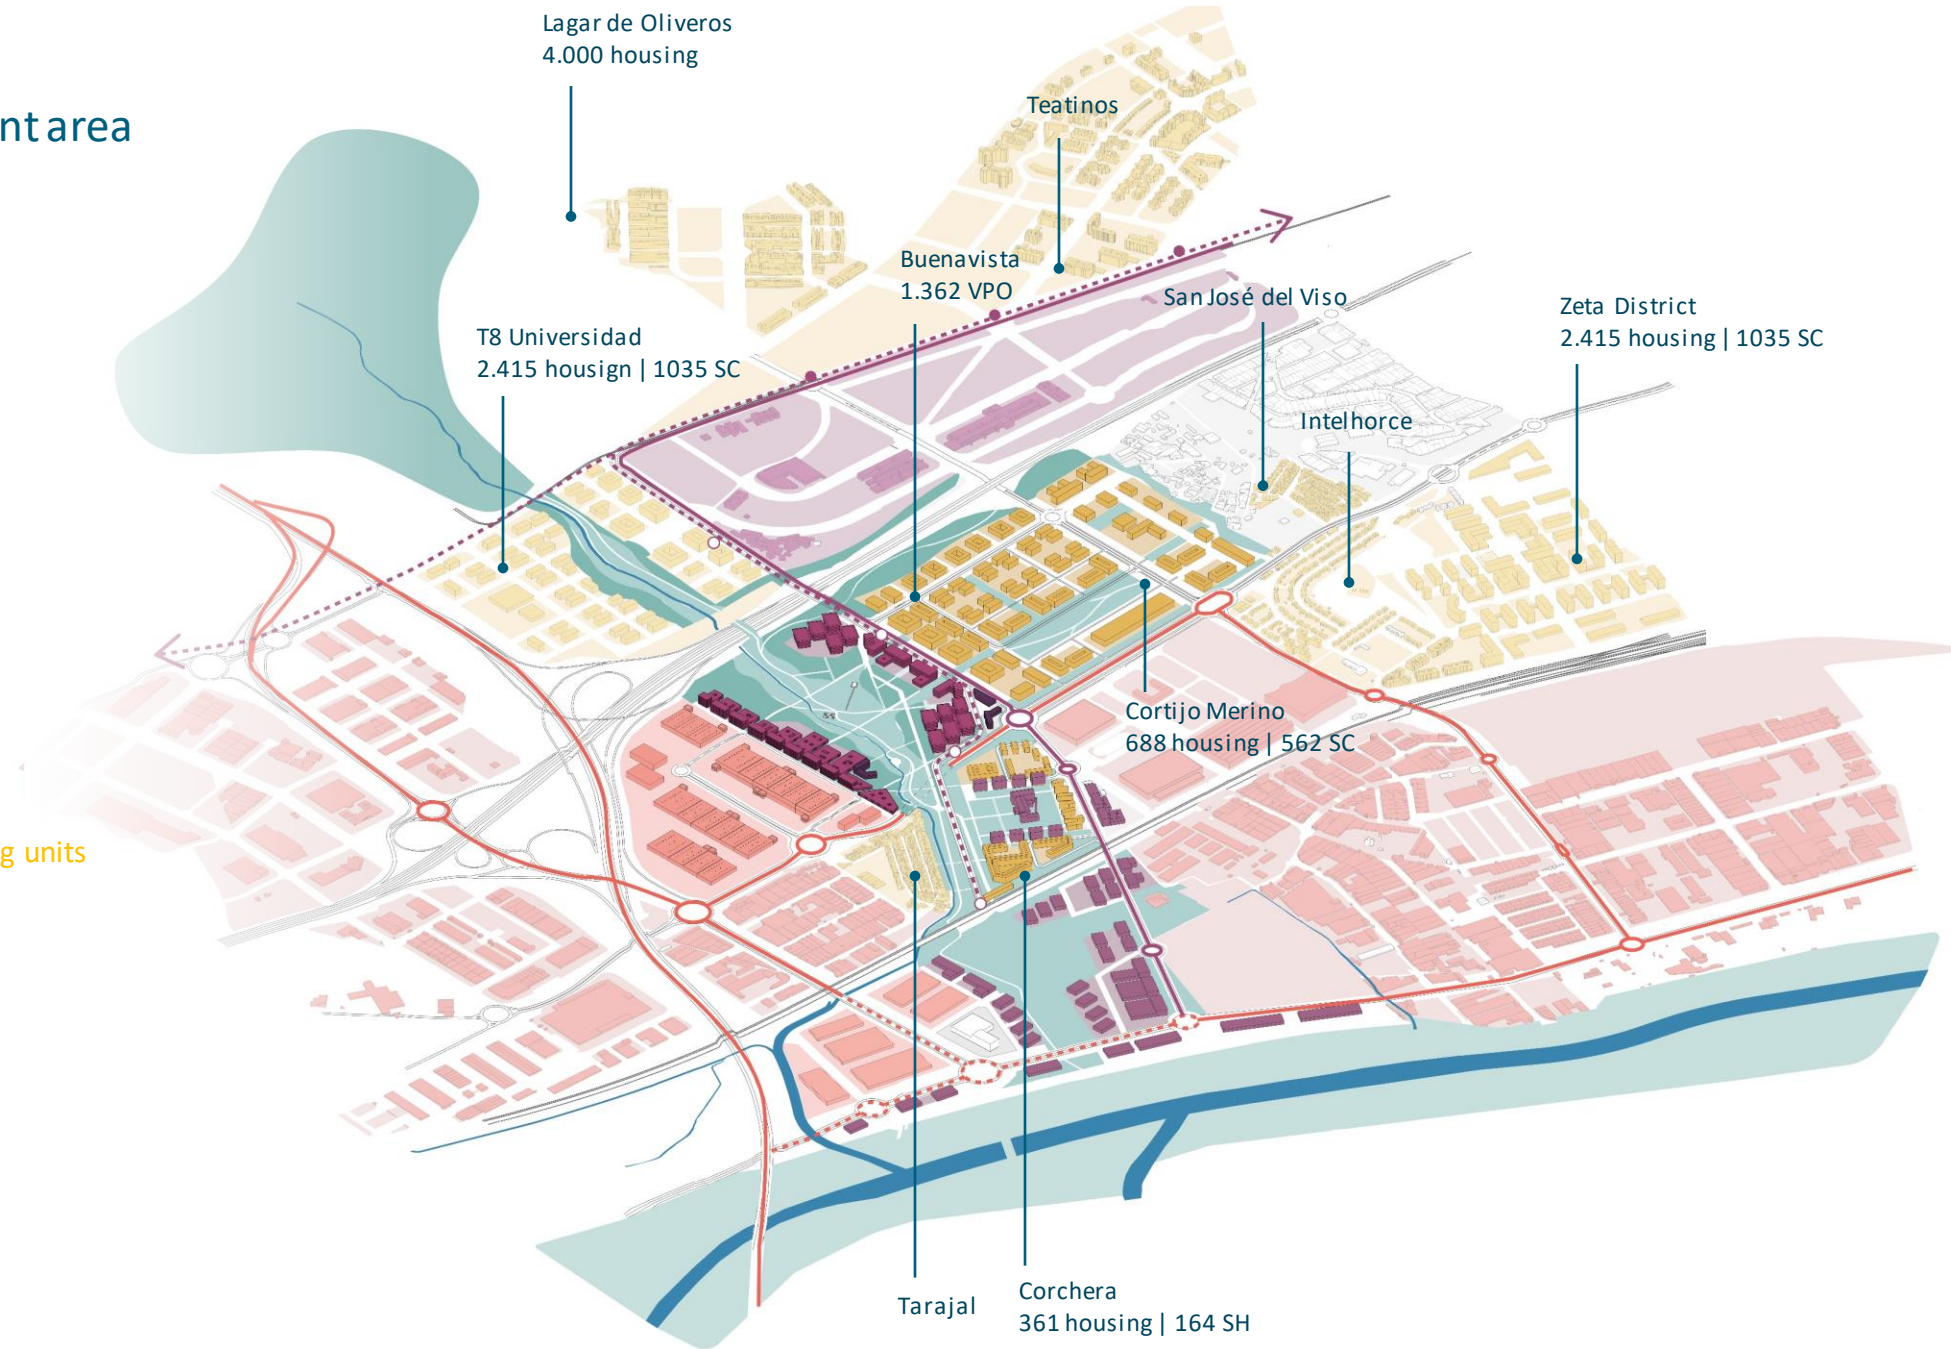 Lagar de Oliveros
4.000 housing
nt area
Teatinos
Buenavista
1.362 VPO
San José del Viso
Zeta District
2.415 housing | 1035 SC
T8 Universidad
2.415 housign | 1035 SC
Intelhorce
Cortijo Merino
688 housing | 562 SC
g units
Tarajal
Corchera
361 housing | 164 SH